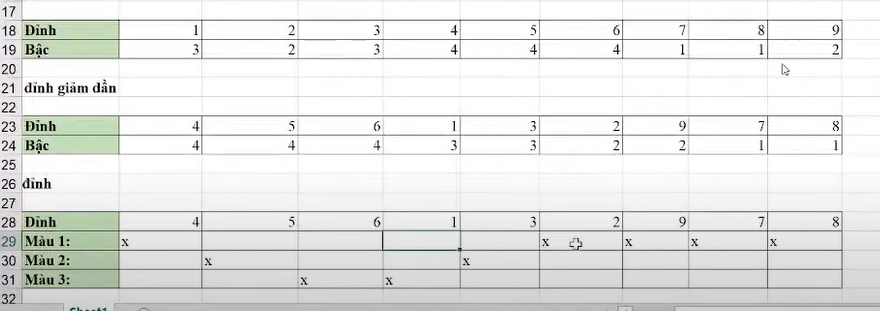 17
18 Dỉnh 1 2 3 4 5 6 7 8 9
19 Bậc 3 2 3 4 4 4 1 1 2
20
21 đỉnh giảm dần
22
23 Đỉnh 4 5 6 1 3 2 9 7 8
24 Bậc 4 4 4 3 3 2 2 1 1
25
26 đỉnh
27
28 Dỉnh 4 5 6 1 3 2 9 7 8
29 Màu 1: x x x x x
30 Màu 2: x x
31 Màu 3: x x
32
Sheet1